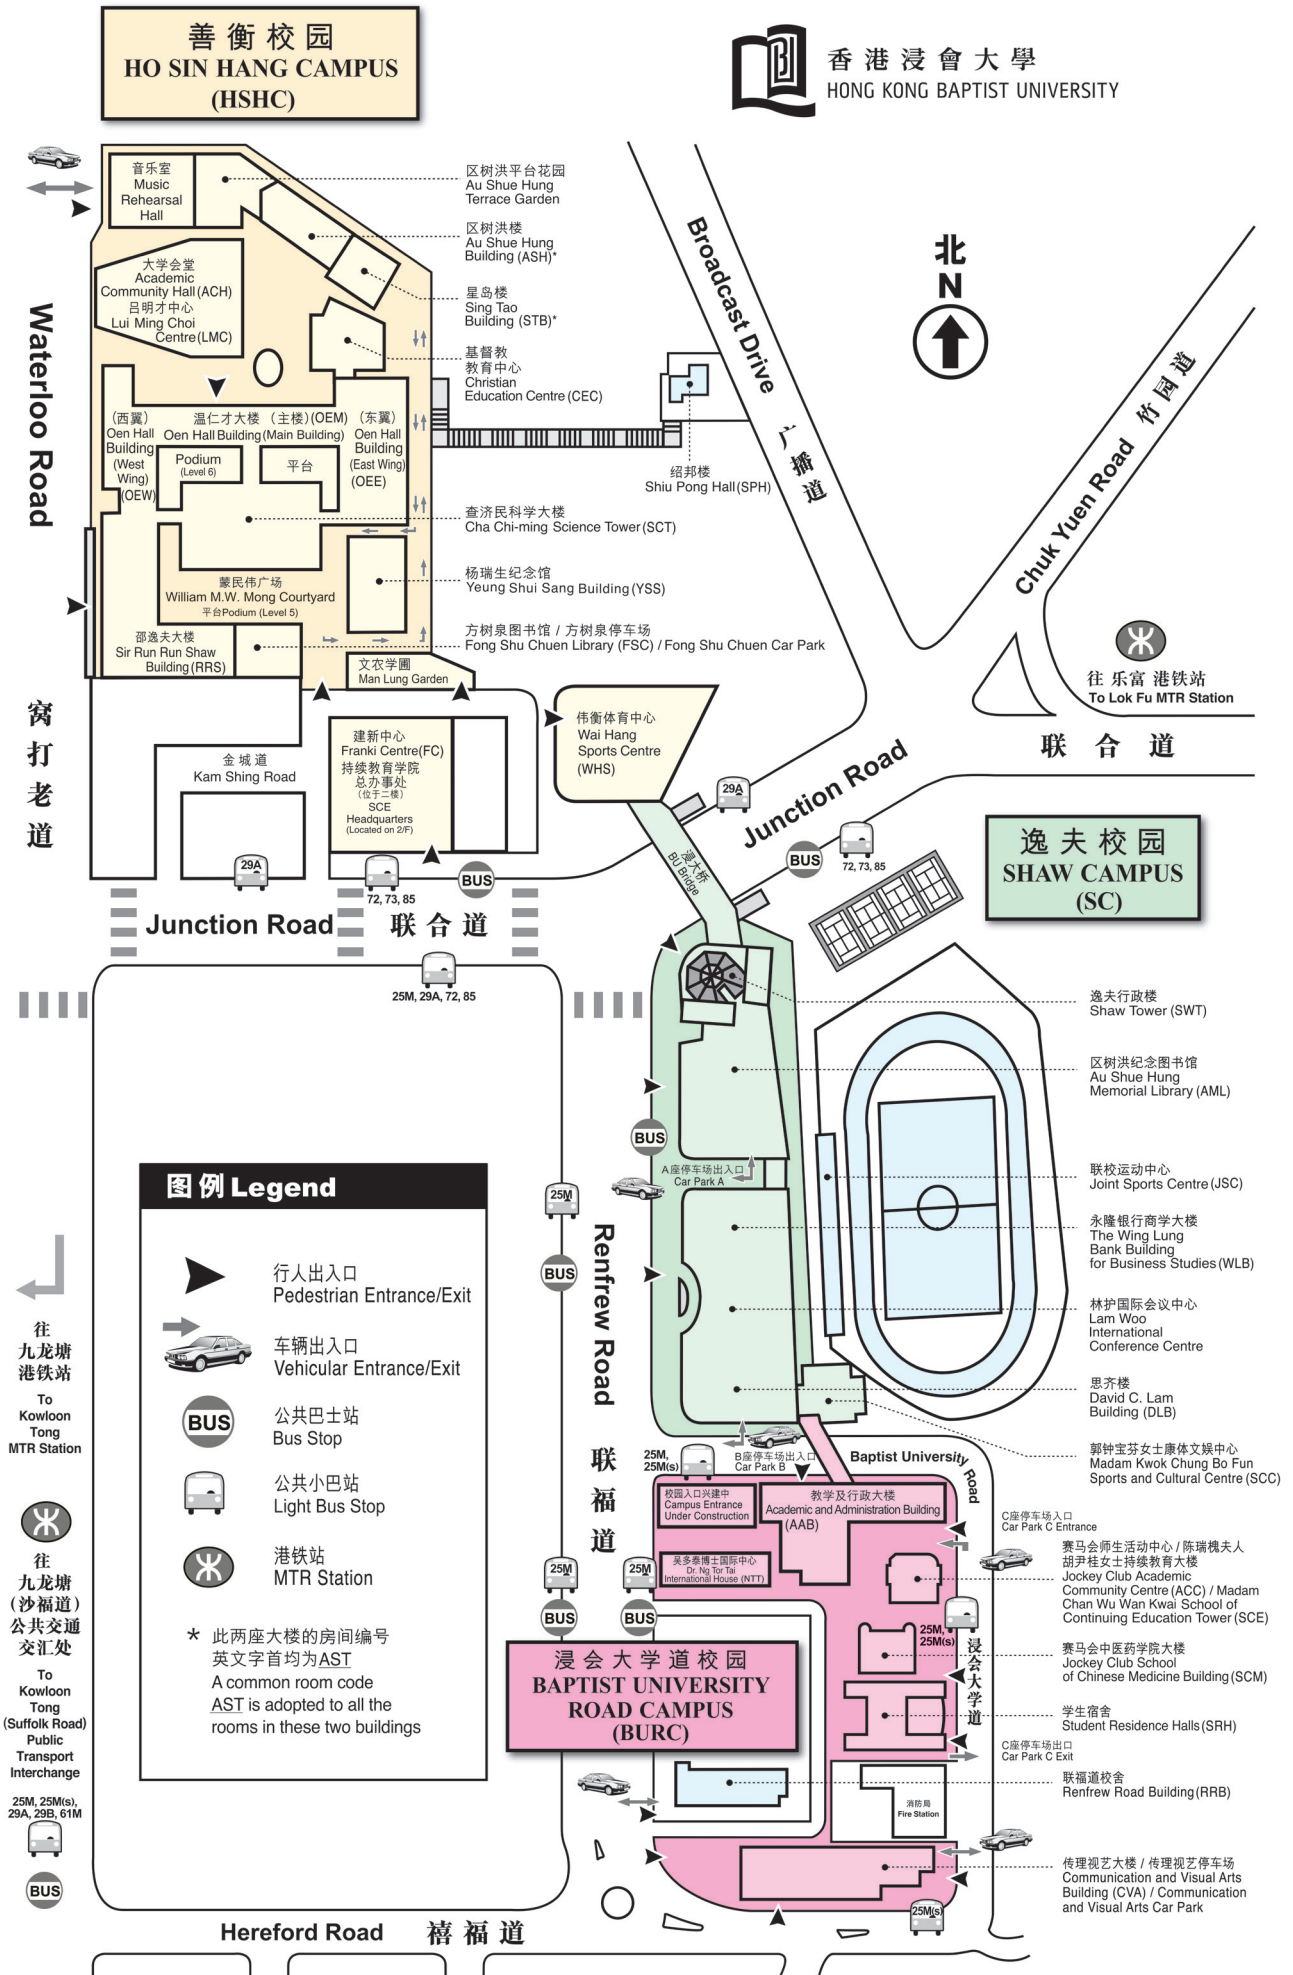 善衡校园
HO SIN HANG CAMPUS
(HSHC)
香港浸會大學
HONG KONG BAPTIST UNIVERSITY
音乐室
Music
Rehearsal
Hall
区树洪平台花园
Au Shue Hung
Terrace Garden
区树洪楼
Au Shue Hung
Building (ASH)*
大学会堂
Academic
Community Hall (ACH)
吕明才中心
Lui Ming Choi
Centre (LMC)
星岛楼
Sing Tao
Building (STB)*
基督教
教育中心
Christian
Education Centre (CEC)
Waterloo Road
窝打老道
(西翼)
Oen Hall
Building
(West
Wing)
(OEW)
温仁才大楼 (主楼) (OEM)
Oen Hall Building (Main Building)
(东翼)
Oen Hall
Building
(East Wing)
(OEE)
Podium
(Level 6)
平台
查济民科学大楼
Cha Chi-ming Science Tower (SCT)
杨瑞生纪念馆
Yeung Shui Sang Building (YSS)
蒙民伟广场
William M.W. Mong Courtyard
平台Podium (Level 5)
邵逸夫大楼
Sir Run Run Shaw
Building (RRS)
方树泉图书馆 / 方树泉停车场
Fong Shu Chuen Library (FSC) / Fong Shu Chuen Car Park
文农学圃
Man Lung Garden
绍邦楼
Shiu Pong Hall (SPH)
Broadcast Drive
广播道
北
N
Chuk Yuen Road 竹园道
往 乐富 港铁站
To Lok Fu MTR Station
联合道
Junction Road
金城道
Kam Shing Road
建新中心
Franki Centre (FC)
持续教育学院
总办事处
(位于二楼)
SCE
Headquarters
(Located on 2/F)
伟衡体育中心
Wai Hang
Sports Centre
(WHS)
29A
浸大桥
BU Bridge
BUS
72, 73, 85
29A
72, 73, 85
BUS
Junction Road 联合道
25M, 29A, 72, 85
逸夫校园
SHAW CAMPUS
(SC)
逸夫行政楼
Shaw Tower (SWT)
区树洪纪念图书馆
Au Shue Hung
Memorial Library (AML)
BUS
A座停车场出入口
Car Park A
联校运动中心
Joint Sports Centre (JSC)
永隆银行商学大楼
The Wing Lung
Bank Building
for Business Studies (WLB)
林护国际会议中心
Lam Woo
International
Conference Centre
思齐楼
David C. Lam
Building (DLB)
郭钟宝芬女士康体文娱中心
Madam Kwok Chung Bo Fun
Sports and Cultural Centre (SCC)
25M
BUS
Renfrew Road
联福道
图例Legend
行人出入口
Pedestrian Entrance/Exit
车辆出入口
Vehicular Entrance/Exit
BUS
公共巴士站
Bus Stop
公共小巴站
Light Bus Stop
港铁站
MTR Station
* 此两座大楼的房间编号
英文字首均为AST
A common room code
AST is adopted to all the
rooms in these two buildings
往
九龙塘
港铁站
To
Kowloon
Tong
MTR Station
往
九龙塘
(沙福道)
公共交通
交汇处
To
Kowloon
Tong
(Suffolk Road)
Public
Transport
Interchange
25M, 25M(s),
29A, 29B, 61M
BUS
25M,
25M(s)
B座停车场出入口
Car Park B
Baptist University Road
校园入口兴建中
Campus Entrance
Under Construction
教学及行政大楼
Academic and Administration Building
(AAB)
C座停车场入口
Car Park C Entrance
吴多泰博士国际中心
Dr. Ng Tor Tai
International House (NTT)
25M
BUS
25M
BUS
赛马会师生活动中心 / 陈瑞槐夫人
胡尹桂女士持续教育大楼
Jockey Club Academic
Community Centre (ACC) / Madam
Chan Wu Wan Kwai School of
Continuing Education Tower (SCE)
25M,
25M(s)
浸会大学道
赛马会中医药学院大楼
Jockey Club School
of Chinese Medicine Building (SCM)
浸会大学道校园
BAPTIST UNIVERSITY
ROAD CAMPUS
(BURC)
学生宿舍
Student Residence Halls (SRH)
C座停车场出口
Car Park C Exit
联福道校舍
Renfrew Road Building (RRB)
消防局
Fire Station
传理视艺大楼 / 传理视艺停车场
Communication and Visual Arts
Building (CVA) / Communication
and Visual Arts Car Park
25M(s)
Hereford Road 禧福道